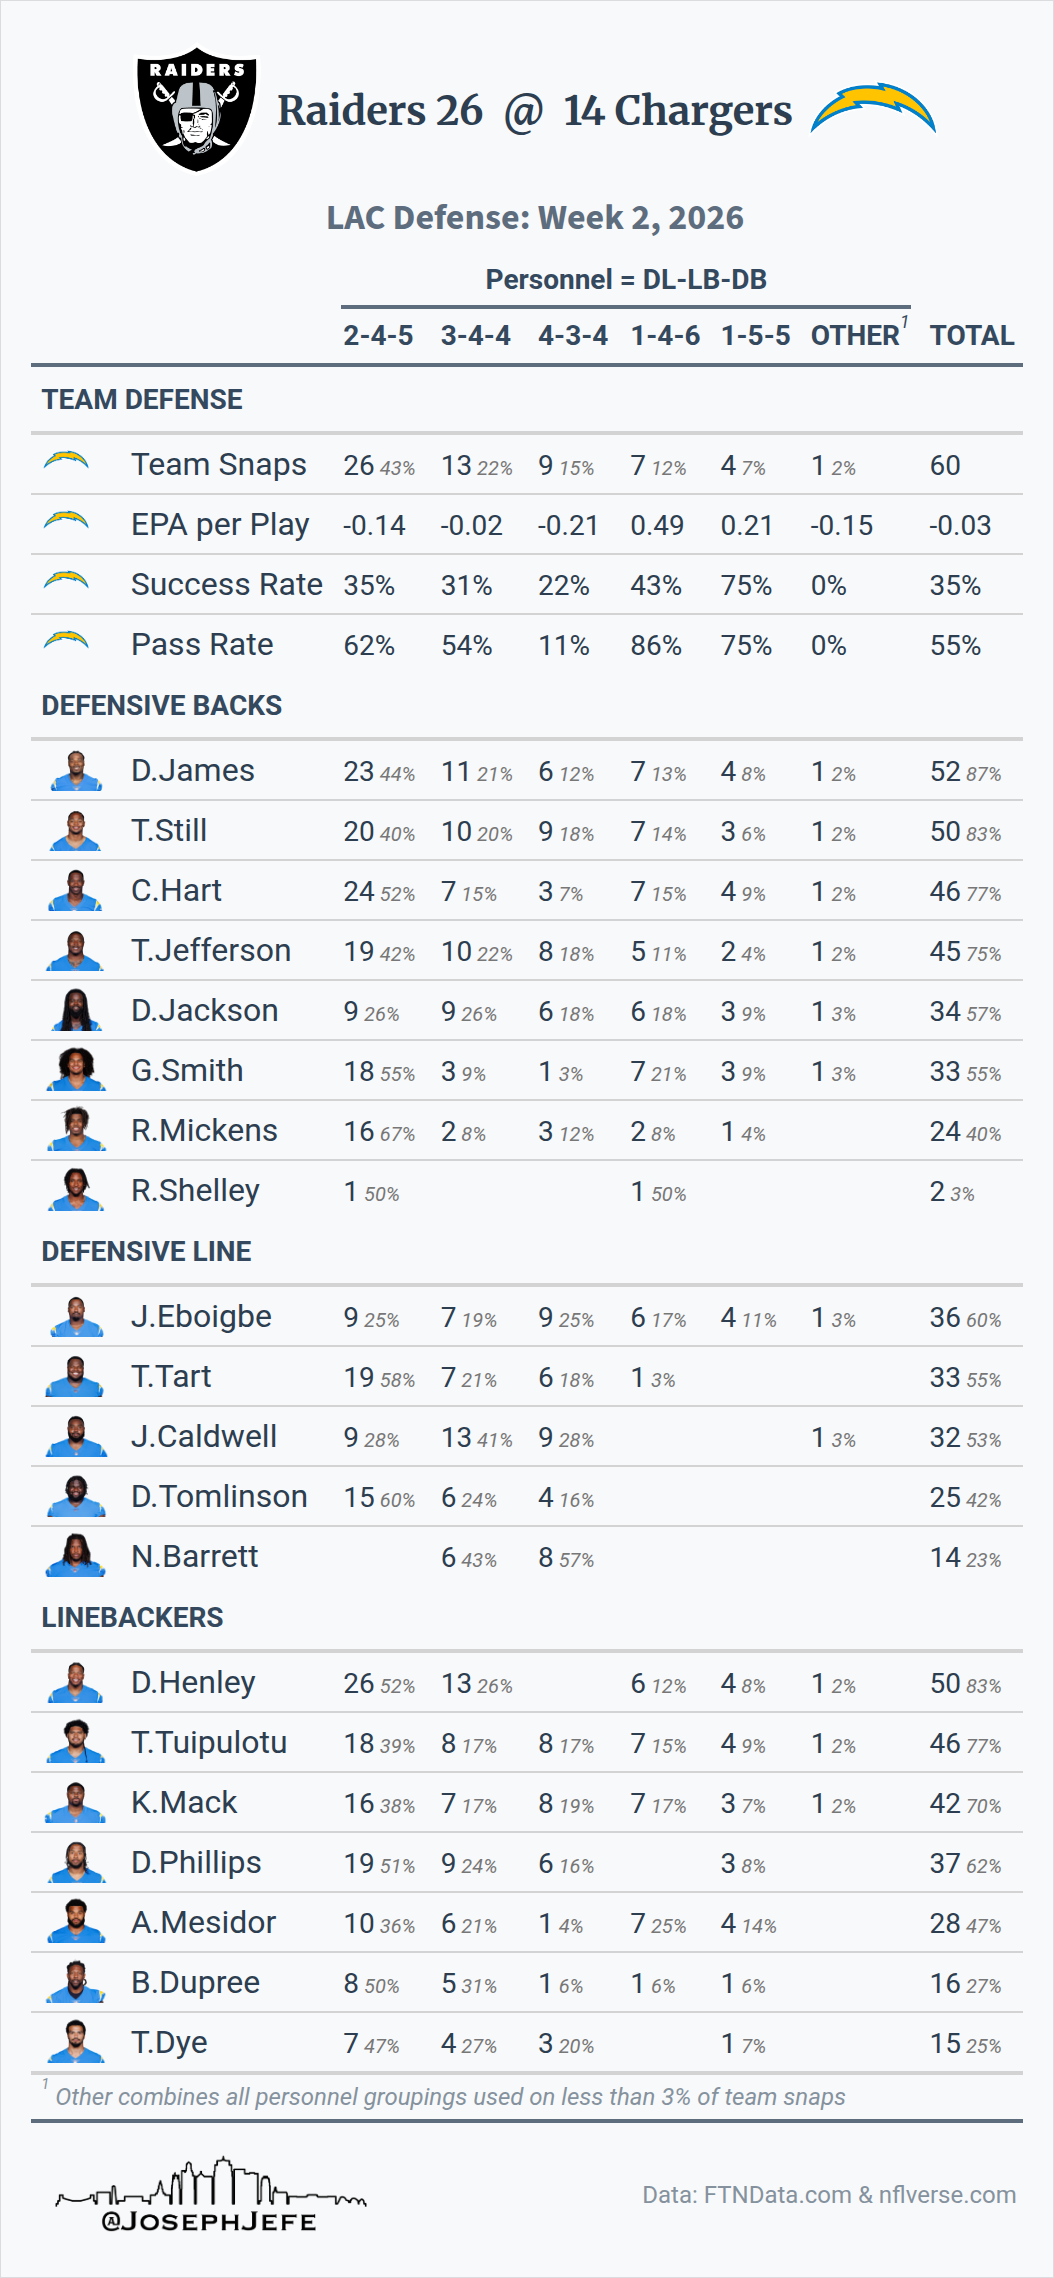 RAIDERS
Raiders 26 @ 14 Chargers
LAC Defense: Week 2, 2026
Personnel = DL-LB-DB
2-4-5 3-4-4 4-3-4 1-4-6 1-5-5 OTHER1 TOTAL
TEAM DEFENSE
Team Snaps 26 43% 13 22% 9 15% 7 12% 4 7% 1 2% 60
EPA per Play -0.14 -0.02 -0.21 0.49 0.21 -0.15 -0.03
Success Rate 35% 31% 22% 43% 75% 0% 35%
Pass Rate 62% 54% 11% 86% 75% 0% 55%
DEFENSIVE BACKS
D.James 23 44% 11 21% 6 12% 7 13% 4 8% 1 2% 52 87%
T.Still 20 40% 10 20% 9 18% 7 14% 3 6% 1 2% 50 83%
C.Hart 24 52% 7 15% 3 7% 7 15% 4 9% 1 2% 46 77%
T.Jefferson 19 42% 10 22% 8 18% 5 11% 2 4% 1 2% 45 75%
D.Jackson 9 26% 9 26% 6 18% 6 18% 3 9% 1 3% 34 57%
G.Smith 18 55% 3 9% 1 3% 7 21% 3 9% 1 3% 33 55%
R.Mickens 16 67% 2 8% 3 12% 2 8% 1 4% 24 40%
R.Shelley 1 50% 1 50% 2 3%
DEFENSIVE LINE
J.Eboigbe 9 25% 7 19% 9 25% 6 17% 4 11% 1 3% 36 60%
T.Tart 19 58% 7 21% 6 18% 1 3% 33 55%
J.Caldwell 9 28% 13 41% 9 28% 1 3% 32 53%
D.Tomlinson 15 60% 6 24% 4 16% 25 42%
N.Barrett 6 43% 8 57% 14 23%
LINEBACKERS
D.Henley 26 52% 13 26% 6 12% 4 8% 1 2% 50 83%
T.Tuipulotu 18 39% 8 17% 8 17% 7 15% 4 9% 1 2% 46 77%
K.Mack 16 38% 7 17% 8 19% 7 17% 3 7% 1 2% 42 70%
D.Phillips 19 51% 9 24% 6 16% 3 8% 37 62%
A.Mesidor 10 36% 6 21% 1 4% 7 25% 4 14% 28 47%
B.Dupree 8 50% 5 31% 1 6% 1 6% 1 6% 16 27%
T.Dye 7 47% 4 27% 3 20% 1 7% 15 25%
1 Other combines all personnel groupings used on less than 3% of team snaps
@JosephJefe
Data: FTNData.com & nflverse.com